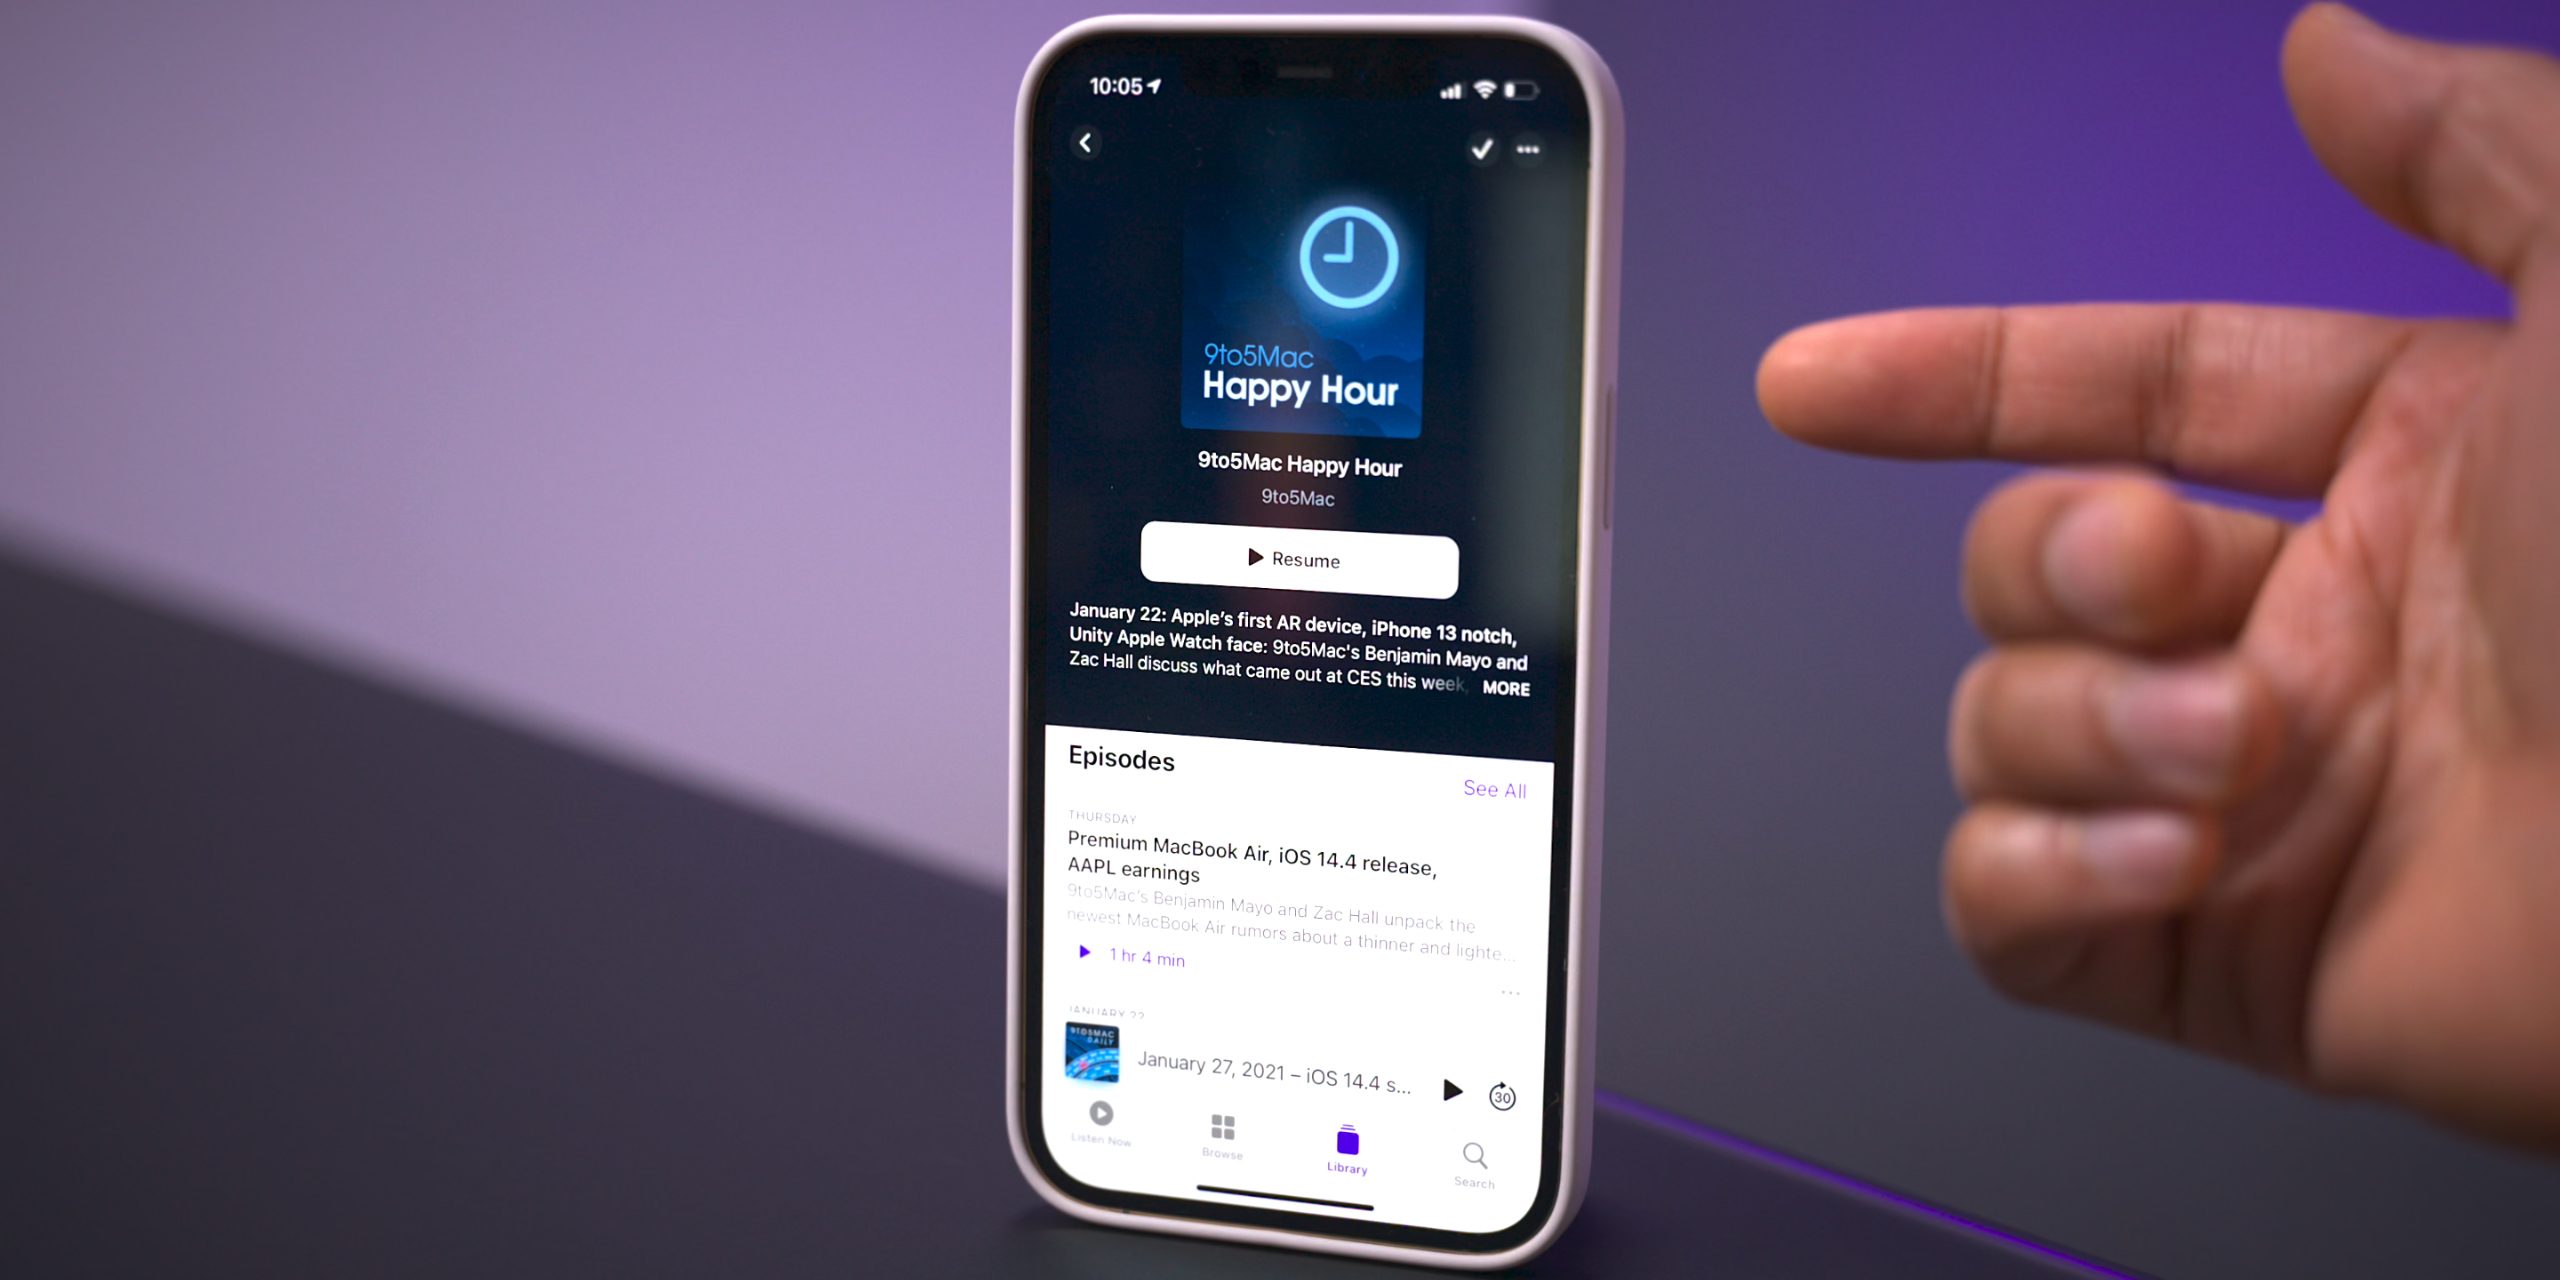 10:05
9to5Mac
Happy Hour
9to5Mac Happy Hour
9to5Mac
Resume
January 22: Apple's first AR device, iPhone 13 notch,
Unity Apple Watch face: 9to5Mac's Benjamin Mayo and
Zac Hall discuss what came out at CES this week, MORE
Episodes
See All
THURSDAY
Premium MacBook Air, iOS 14.4 release,
AAPL earnings
9to5Mac's Benjamin Mayo and Zac Hall unpack the
newest MacBook Air rumors about a thinner and lighte...
1 hr 4 min
JANUARY 22
9TO5MAC
DAILY
January 27, 2021 – iOS 14.4 s...
30
Listen Now
Browse
Library
Search